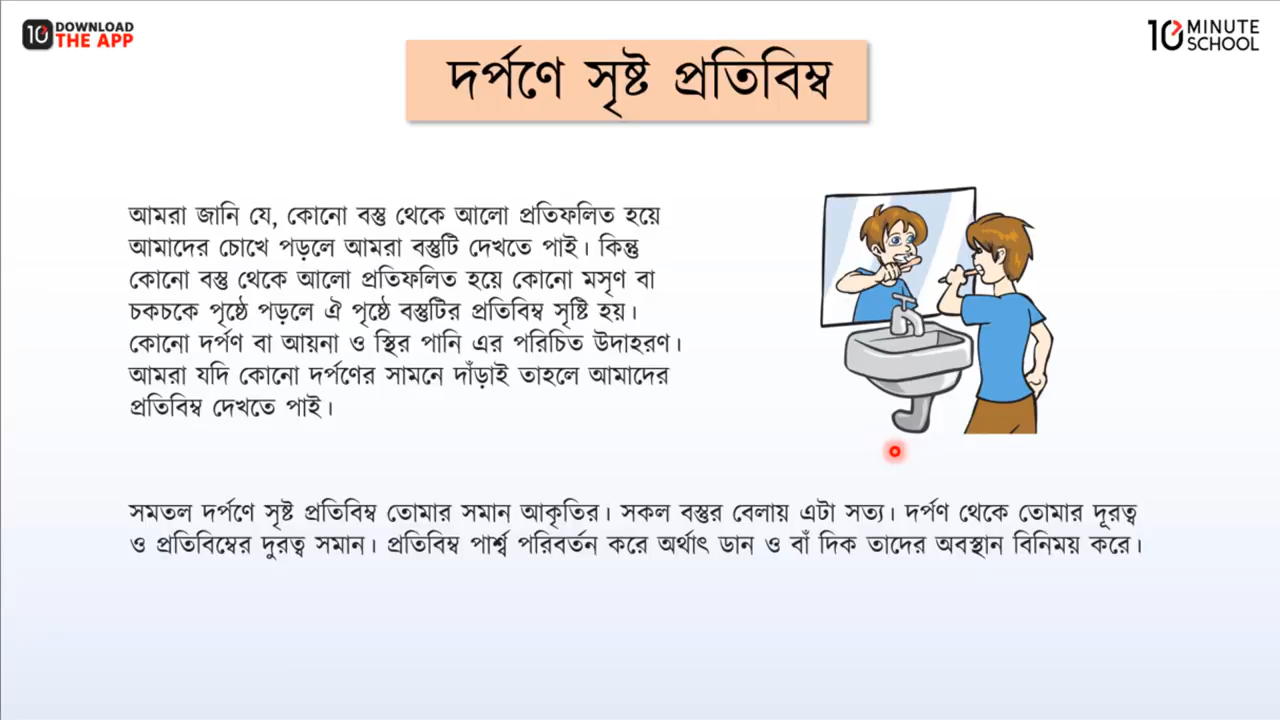 10 DOWNLOAD THE APP
10 MINUTE SCHOOL
দর্পণে সৃষ্ট প্রতিবিম্ব
আমরা জানি যে, কোনো বস্তু থেকে আলো প্রতিফলিত হয়ে
আমাদের চোখে পড়লে আমরা বস্তুটি দেখতে পাই। কিন্তু
কোনো বস্তু থেকে আলো প্রতিফলিত হয়ে কোনো মসৃণ বা
চকচকে পৃষ্ঠে পড়লে ঐ পৃষ্ঠে বস্তুটির প্রতিবিম্ব সৃষ্টি হয়।
কোনো দর্পণ বা আয়না ও স্থির পানি এর পরিচিত উদাহরণ।
আমরা যদি কোনো দর্পণের সামনে দাঁড়াই তাহলে আমাদের
প্রতিবিম্ব দেখতে পাই।
সমতল দর্পণে সৃষ্ট প্রতিবিম্ব তোমার সমান আকৃতির। সকল বস্তুর বেলায় এটা সত্য। দর্পণ থেকে তোমার দূরত্ব
ও প্রতিবিম্বের দুরত্ব সমান। প্রতিবিম্ব পার্শ্ব পরিবর্তন করে অর্থাৎ ডান ও বাঁ দিক তাদের অবস্থান বিনিময় করে।